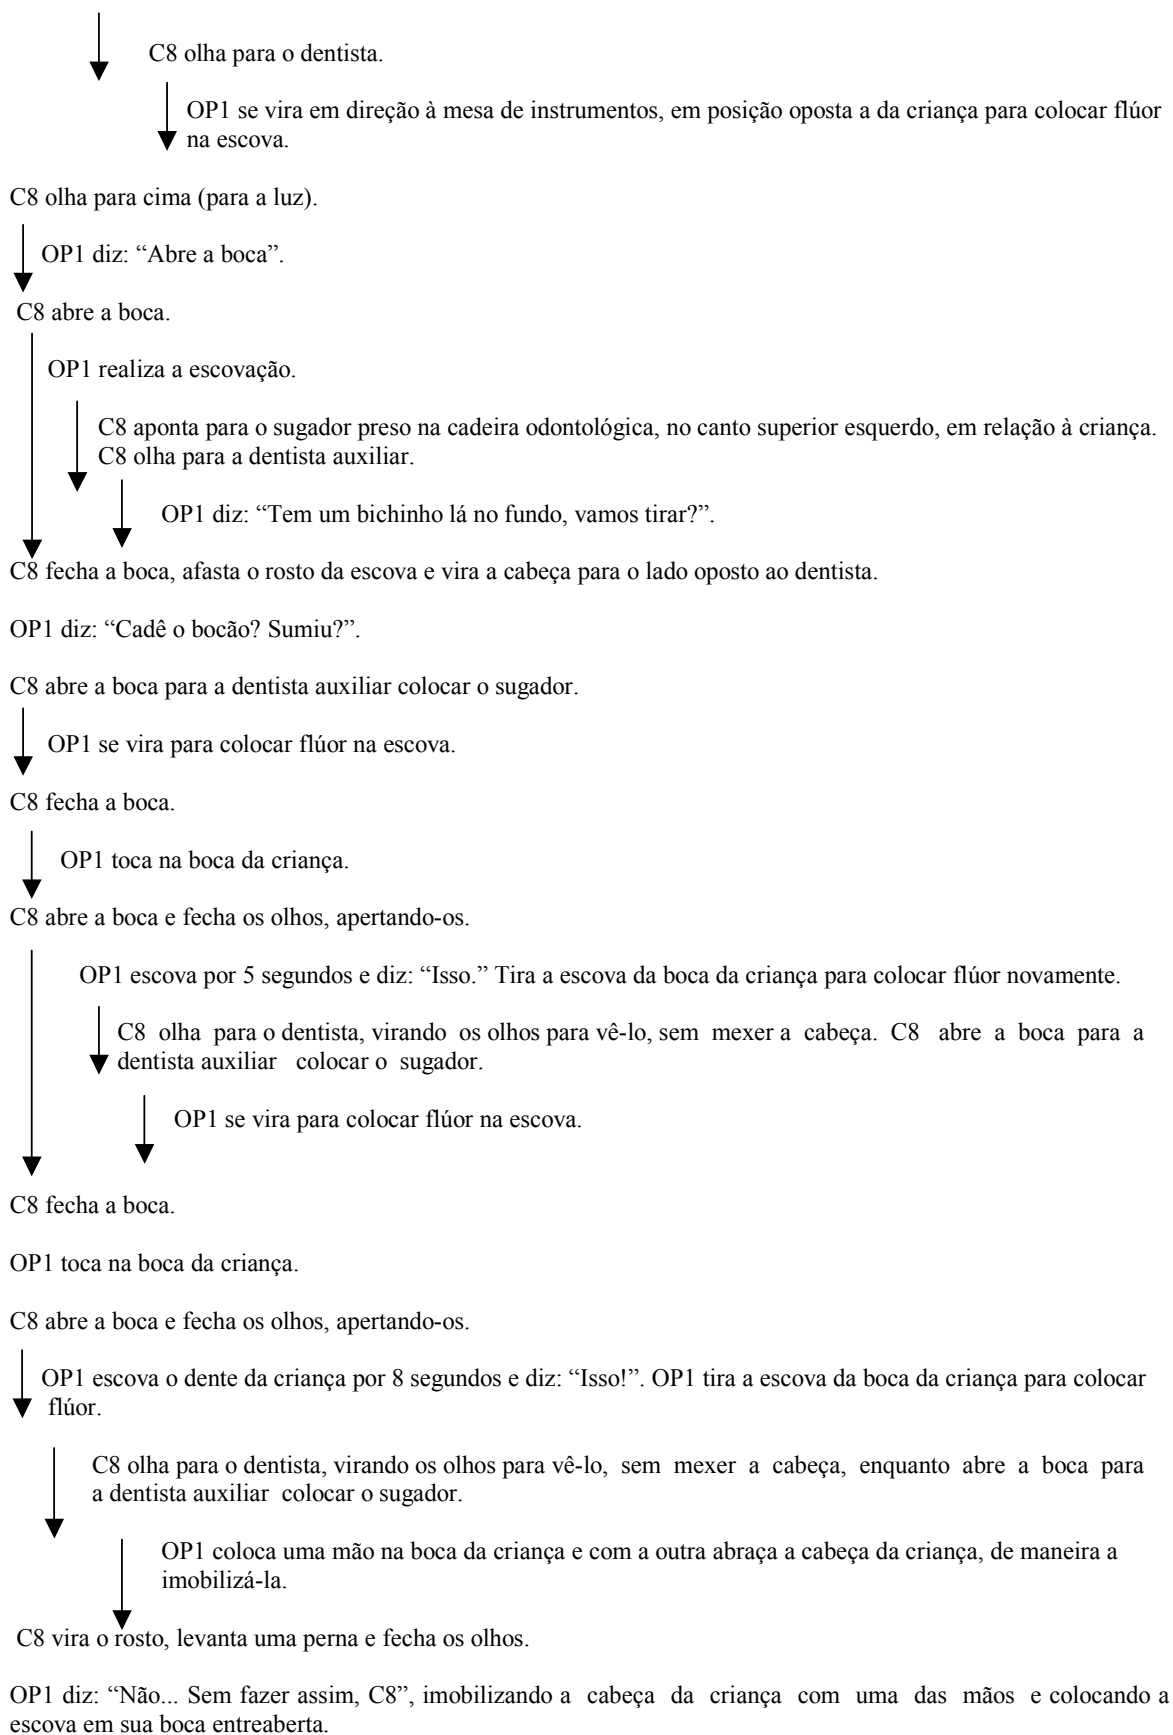 C8 olha para o dentista.
OP1 se vira em direção à mesa de instrumentos, em posição oposta a da criança para colocar flúor
na escova.
C8 olha para cima (para a luz).
OP1 diz: “Abre a boca”.
C8 abre a boca.
OP1 realiza a escovação.
C8 aponta para o sugador preso na cadeira odontológica, no canto superior esquerdo, em relação à criança.
C8 olha para a dentista auxiliar.
OP1 diz: “Tem um bichinho lá no fundo, vamos tirar?”.
C8 fecha a boca, afasta o rosto da escova e vira a cabeça para o lado oposto ao dentista.
OP1 diz: “Cadê o bocão? Sumiu?”.
C8 abre a boca para a dentista auxiliar colocar o sugador.
OP1 se vira para colocar flúor na escova.
C8 fecha a boca.
OP1 toca na boca da criança.
C8 abre a boca e fecha os olhos, apertando-os.
OP1 escova por 5 segundos e diz: “Isso.” Tira a escova da boca da criança para colocar flúor novamente.
C8 olha para o dentista, virando os olhos para vê-lo, sem mexer a cabeça. C8 abre a boca para a
dentista auxiliar colocar o sugador.
OP1 se vira para colocar flúor na escova.
C8 fecha a boca.
OP1 toca na boca da criança.
C8 abre a boca e fecha os olhos, apertando-os.
OP1 escova o dente da criança por 8 segundos e diz: “Isso!”. OP1 tira a escova da boca da criança para colocar
flúor.
C8 olha para o dentista, virando os olhos para vê-lo, sem mexer a cabeça, enquanto abre a boca para
a dentista auxiliar colocar o sugador.
OP1 coloca uma mão na boca da criança e com a outra abraça a cabeça da criança, de maneira a
imobilizá-la.
C8 vira o rosto, levanta uma perna e fecha os olhos.
OP1 diz: “Não... Sem fazer assim, C8”, imobilizando a cabeça da criança com uma das mãos e colocando a
escova em sua boca entreaberta.